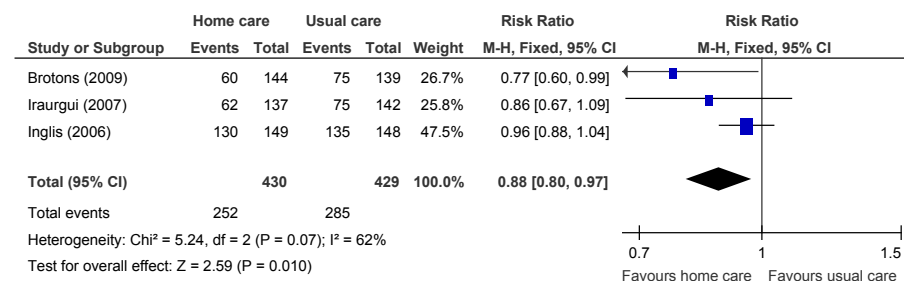 Home care Usual care Risk Ratio Risk Ratio
Study or Subgroup Events Total Events Total Weight M-H, Fixed, 95% CI M-H, Fixed, 95% CI
Brotons (2009) 60 144 75 139 26.7% 0.77 [0.60, 0.99]
Iraurgui (2007) 62 137 75 142 25.8% 0.86 [0.67, 1.09]
Inglis (2006) 130 149 135 148 47.5% 0.96 [0.88, 1.04]
Total (95% CI) 430 429 100.0% 0.88 [0.80, 0.97]
Total events 252 285
Heterogeneity: Chi² = 5.24, df = 2 (P = 0.07); I² = 62%
Test for overall effect: Z = 2.59 (P = 0.010)
0.7 1 1.5
Favours home care Favours usual care